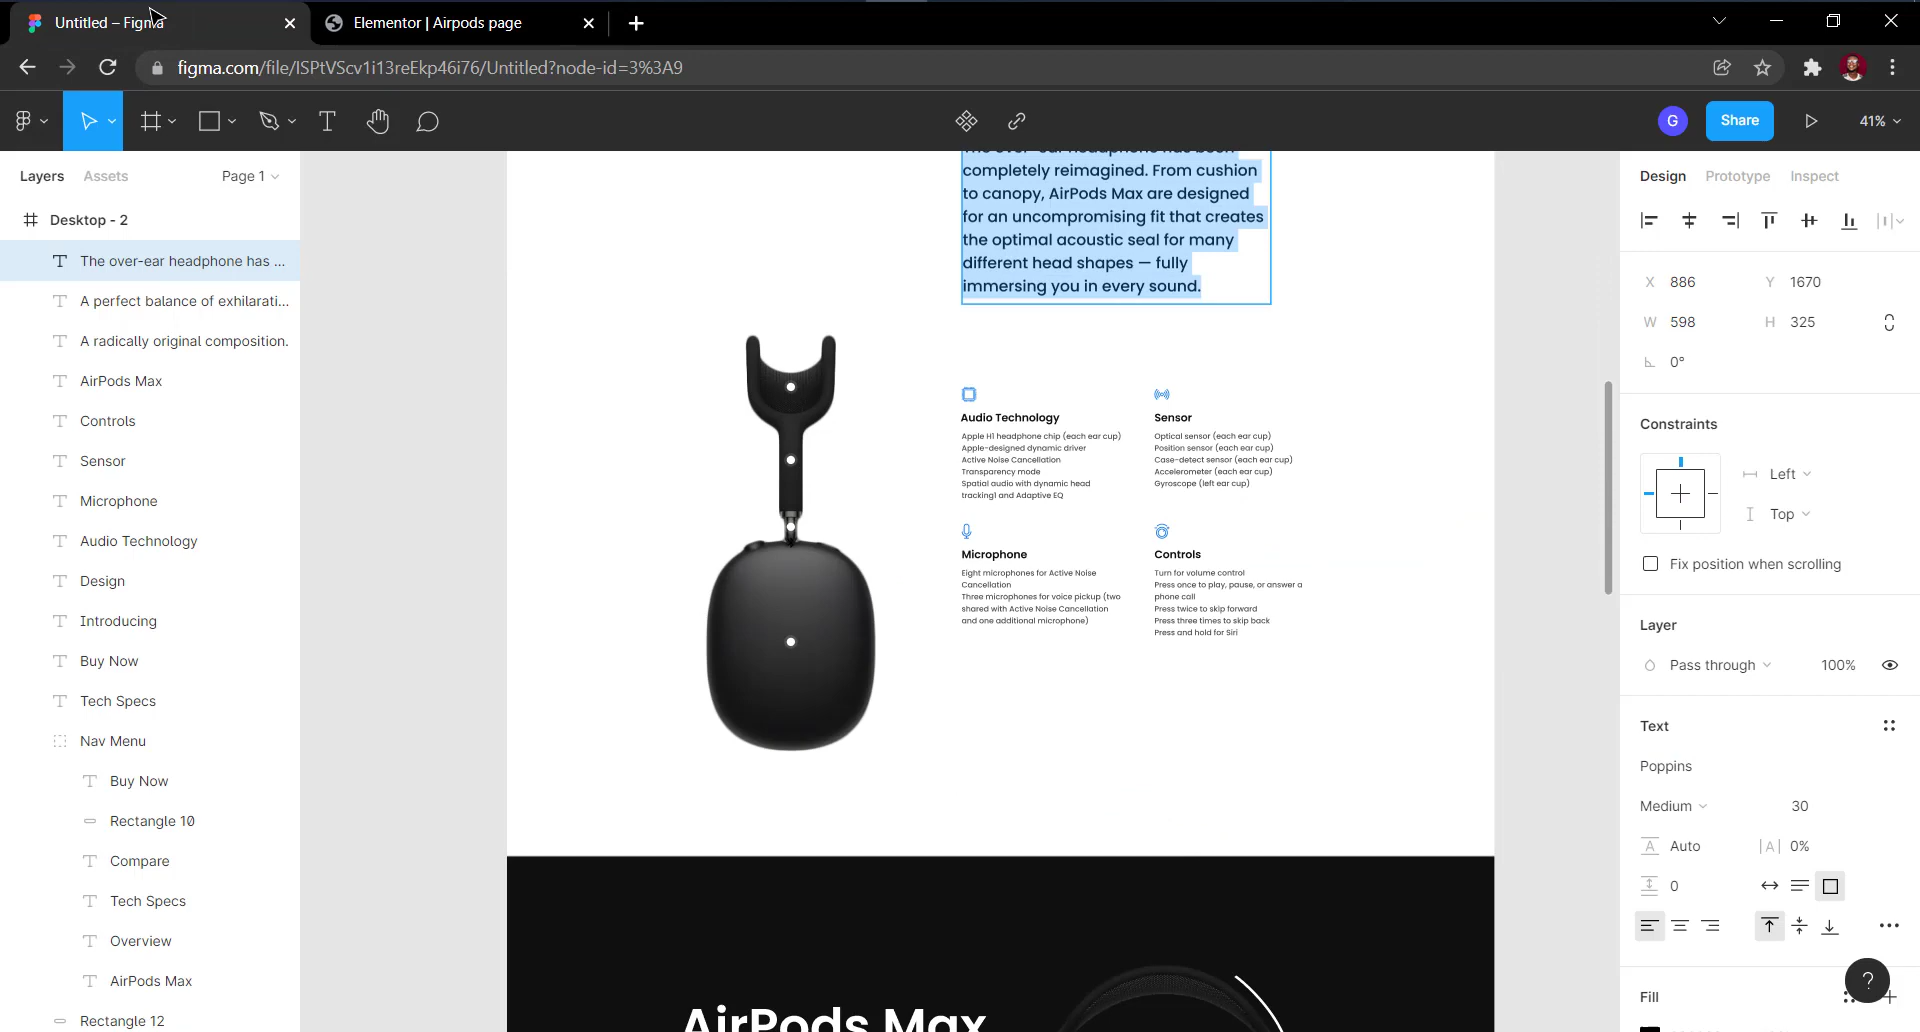 Untitled – Figma
Elementor | Airpods page
figma.com/file/ISPtVScv1i13reEkp46i76/Untitled?node-id=3%3A9
G
Share
41%
Layers
Assets
Page 1
Desktop - 2
The over-ear headphone has ...
A perfect balance of exhilarati...
A radically original composition.
AirPods Max
Controls
Sensor
Microphone
Audio Technology
Design
Introducing
Buy Now
Tech Specs
Nav Menu
Buy Now
Rectangle 10
Compare
Tech Specs
Overview
AirPods Max
Rectangle 12
The over-ear headphone has been
completely reimagined. From cushion
to canopy, AirPods Max are designed
for an uncompromising fit that creates
the optimal acoustic seal for many
different head shapes — fully
immersing you in every sound.
Audio Technology
Apple H1 headphone chip (each ear cup)
Apple-designed dynamic driver
Active Noise Cancellation
Transparency mode
Spatial audio with dynamic head
tracking1 and Adaptive EQ
Sensor
Optical sensor (each ear cup)
Position sensor (each ear cup)
Case-detect sensor (each ear cup)
Accelerometer (each ear cup)
Gyroscope (left ear cup)
Microphone
Eight microphones for Active Noise
Cancellation
Three microphones for voice pickup (two
shared with Active Noise Cancellation
and one additional microphone)
Controls
Turn for volume control
Press once to play, pause, or answer a
phone call
Press twice to skip forward
Press three times to skip back
Press and hold for Siri
AirPods Max
Design
Prototype
Inspect
X 886
Y 1670
W 598
H 325
0°
Constraints
Left
Top
Fix position when scrolling
Layer
Pass through
100%
Text
Poppins
Medium
30
Auto
|A| 0%
0
Fill
?